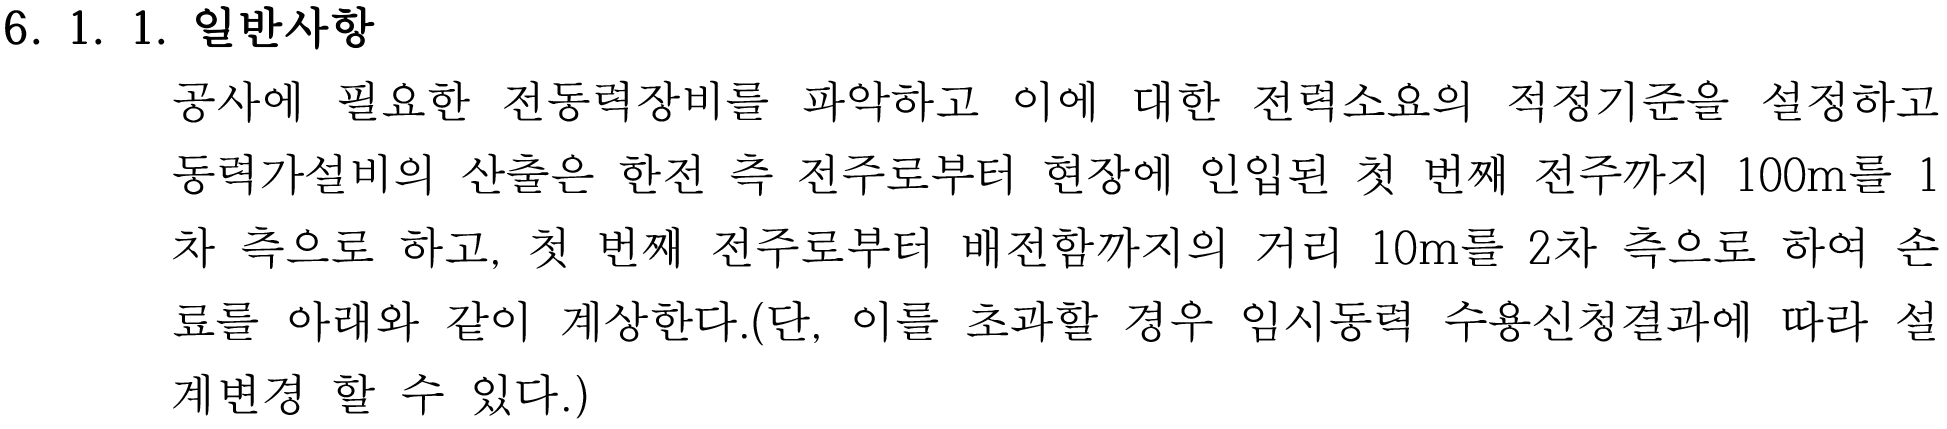 6. 1. 1. 일반사항
공사에 필요한 전동력장비를 파악하고 이에 대한 전력소요의 적정기준을 설정하고
동력가설비의 산출은 한전 측 전주로부터 현장에 인입된 첫 번째 전주까지 100m를 1
차 측으로 하고, 첫 번째 전주로부터 배전함까지의 거리 10m를 2차 측으로 하여 손
료를 아래와 같이 계상한다.(단, 이를 초과할 경우 임시동력 수용신청결과에 따라 설
계변경 할 수 있다.)